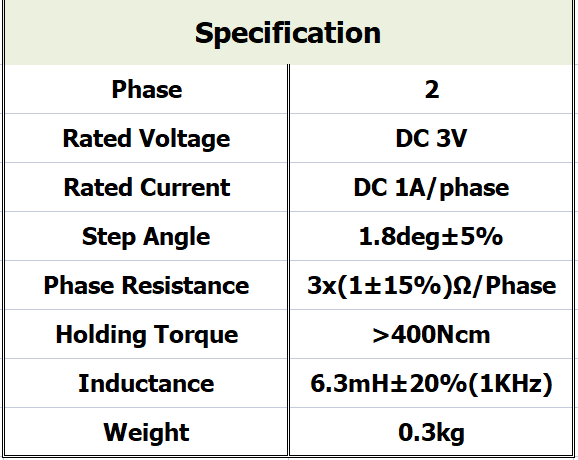 Specification
Phase 2
Rated Voltage DC 3V
Rated Current DC 1A/phase
Step Angle 1.8deg±5%
Phase Resistance 3x(1±15%)Ω/Phase
Holding Torque >400Ncm
Inductance 6.3mH±20%(1KHz)
Weight 0.3kg